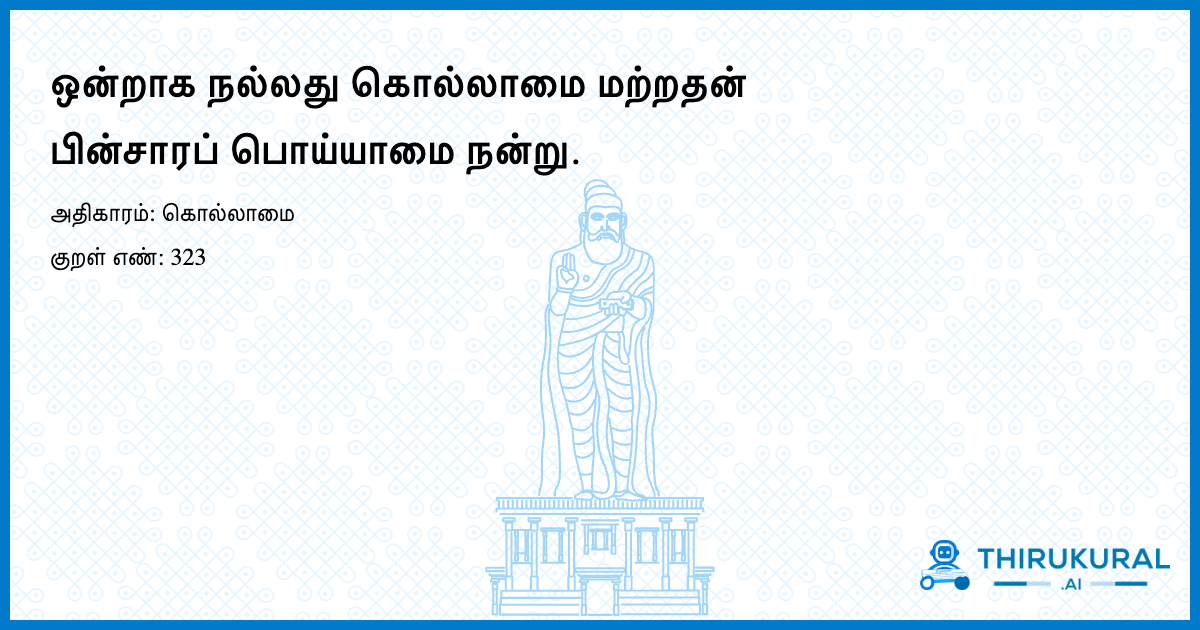 ஒன்றாக நல்லது கொல்லாமை மற்றதன்
பின்சாரப் பொய்யாமை நன்று.
அதிகாரம்: கொல்லாமை
குறள் எண்: 323
THIRUKURAL
.AI